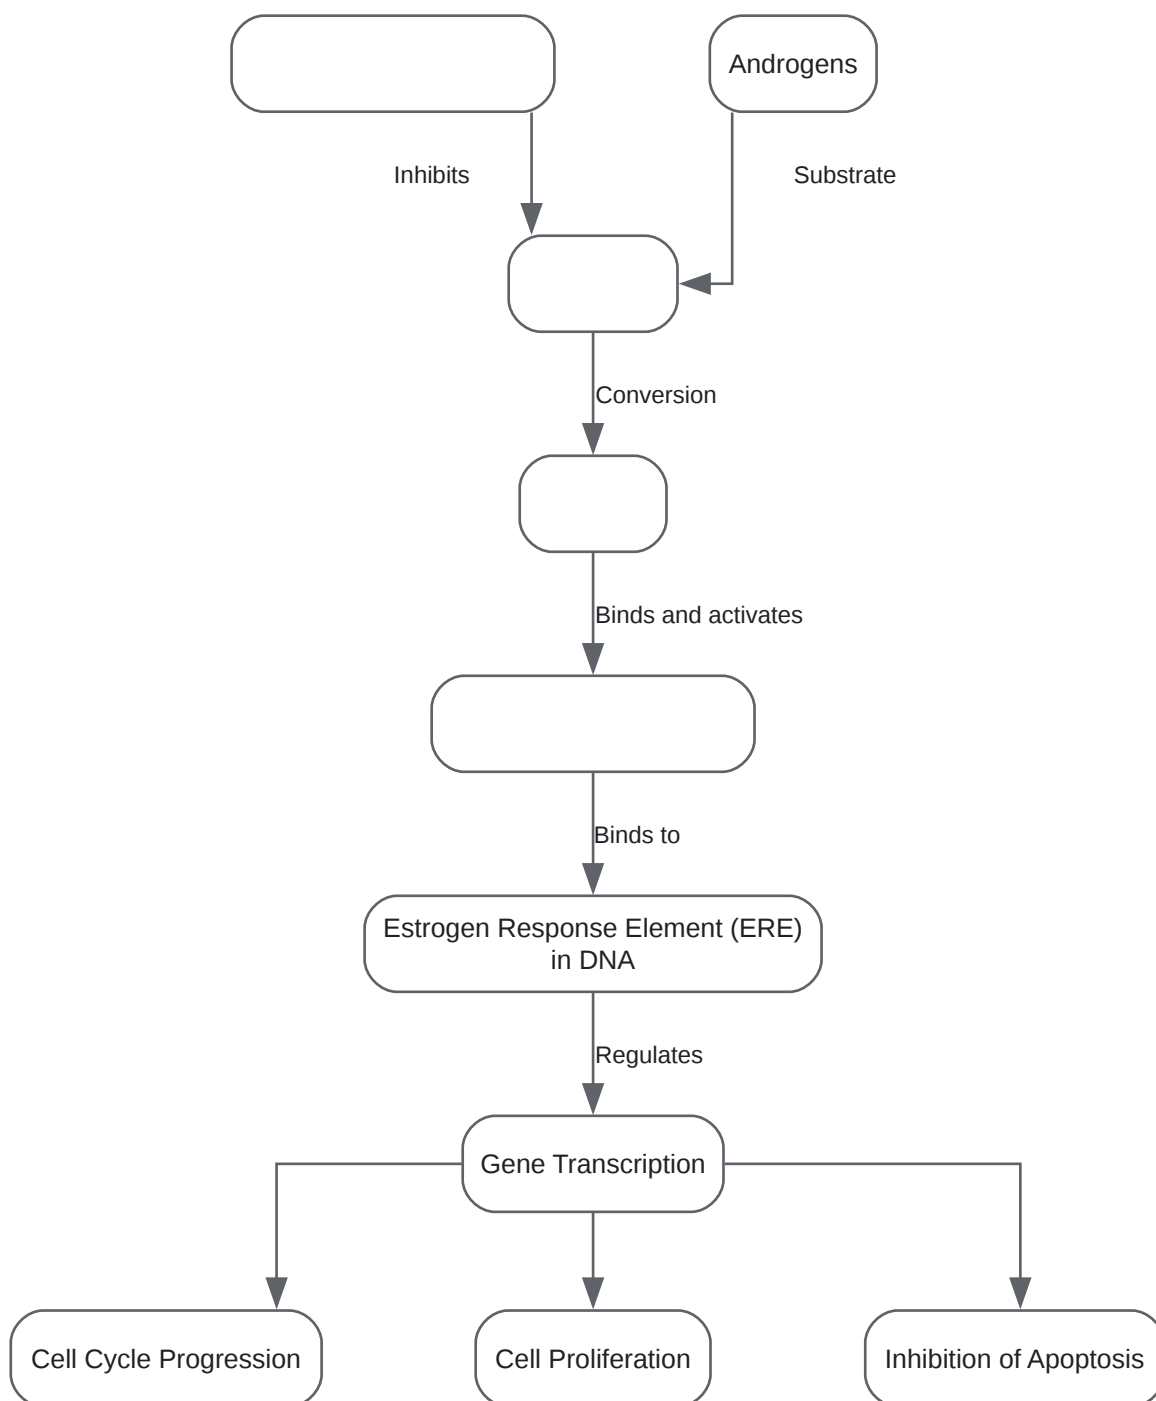 Androgens
Inhibits
Substrate
Conversion
Binds and activates
Binds to
Estrogen Response Element (ERE)
in DNA
Regulates
Gene Transcription
Cell Cycle Progression
Cell Proliferation
Inhibition of Apoptosis